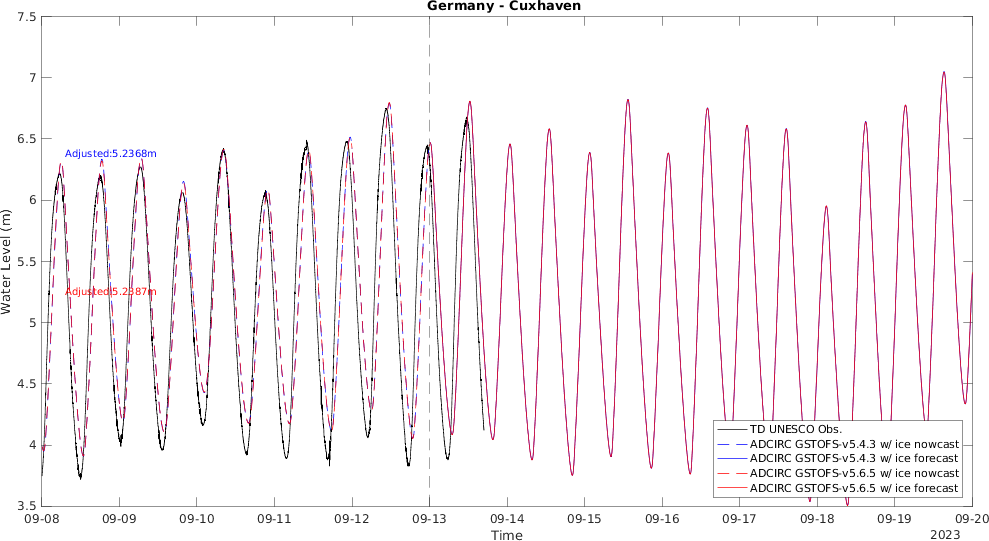 Germany - Cuxhaven
7.5
7
6.5
6
5.5
5
4.5
4
3.5
Water Level (m)
Adjusted:5.2368m
Adjusted:5.2387m
TD UNESCO Obs.
ADCIRC GSTOFS-v5.4.3 w/ ice nowcast
ADCIRC GSTOFS-v5.4.3 w/ ice forecast
ADCIRC GSTOFS-v5.6.5 w/ ice nowcast
ADCIRC GSTOFS-v5.6.5 w/ ice forecast
09-08 09-09 09-10 09-11 09-12 09-13 09-14 09-15 09-16 09-17 09-18 09-19 09-20
Time
2023